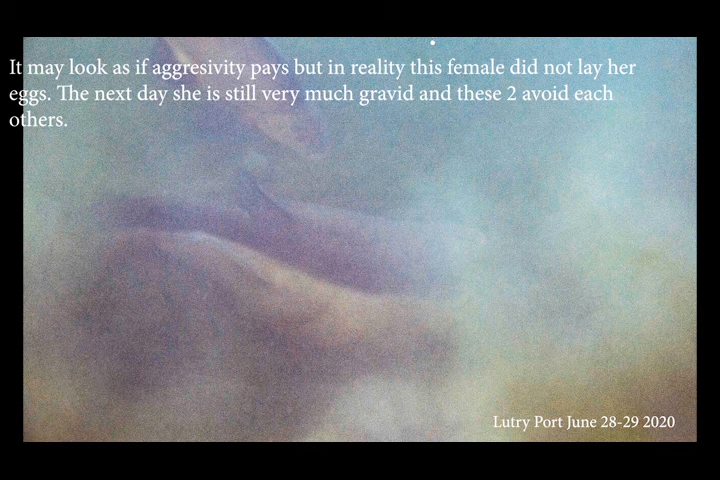 It may look as if aggresivity pays but in reality this female did not lay her
eggs. The next day she is still very much gravid and these 2 avoid each
others.
Lutry Port June 28-29 2020